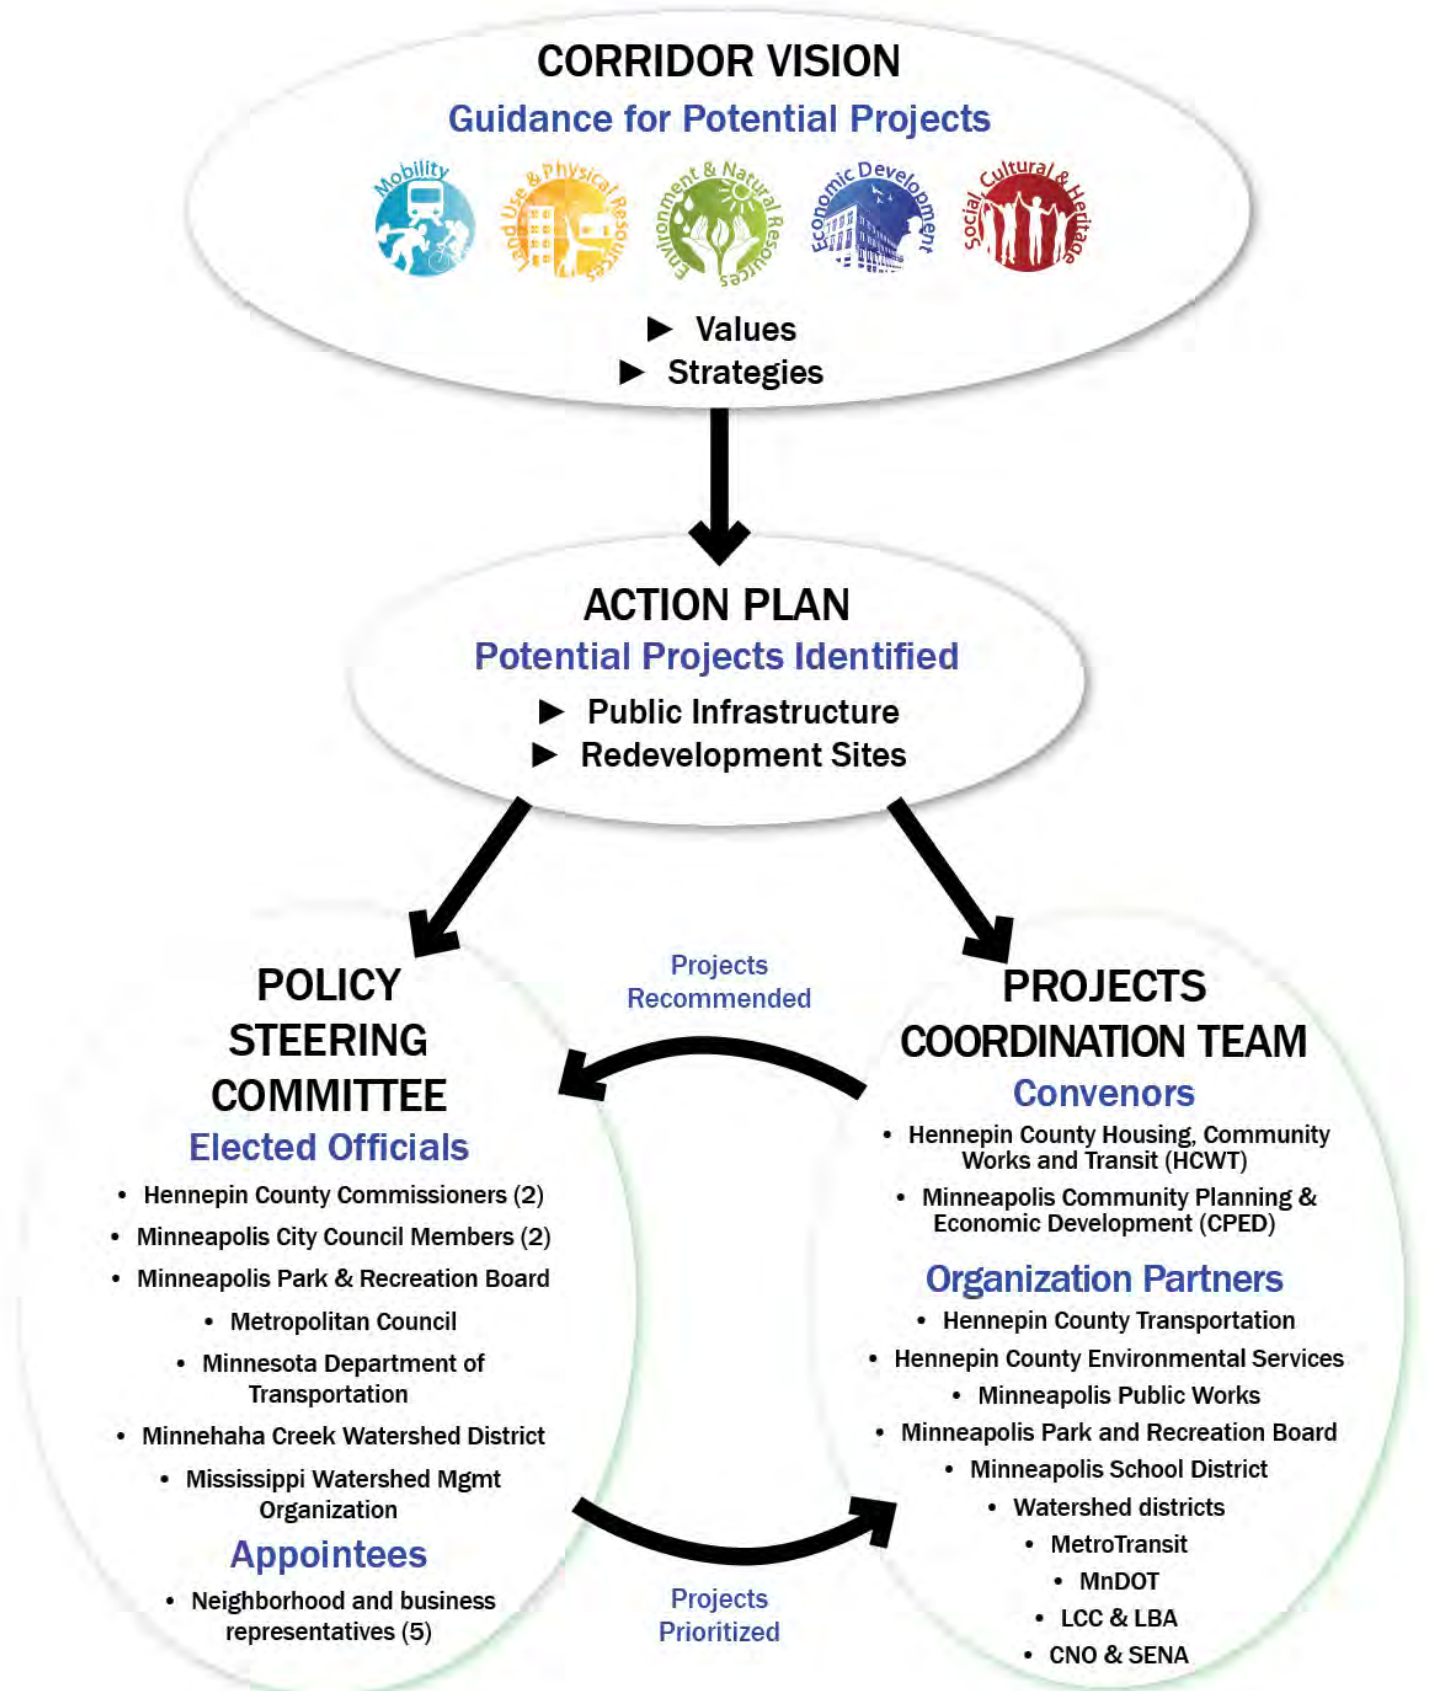 CORRIDOR VISION
Guidance for Potential Projects
Mobility
Land Use & Physical Resources
Environment & Natural Resources
Economic Development
Social, Cultural & Heritage
► Values
► Strategies
ACTION PLAN
Potential Projects Identified
► Public Infrastructure
► Redevelopment Sites
POLICY
STEERING
COMMITTEE
Elected Officials
• Hennepin County Commissioners (2)
• Minneapolis City Council Members (2)
• Minneapolis Park & Recreation Board
• Metropolitan Council
• Minnesota Department of
Transportation
• Minnehaha Creek Watershed District
• Mississippi Watershed Mgmt
Organization
Appointees
• Neighborhood and business
representatives (5)
Projects
Recommended
Projects
Prioritized
PROJECTS
COORDINATION TEAM
Convenors
• Hennepin County Housing, Community
Works and Transit (HCWT)
• Minneapolis Community Planning &
Economic Development (CPED)
Organization Partners
• Hennepin County Transportation
• Hennepin County Environmental Services
• Minneapolis Public Works
• Minneapolis Park and Recreation Board
• Minneapolis School District
• Watershed districts
• MetroTransit
• MnDOT
• LCC & LBA
• CNO & SENA